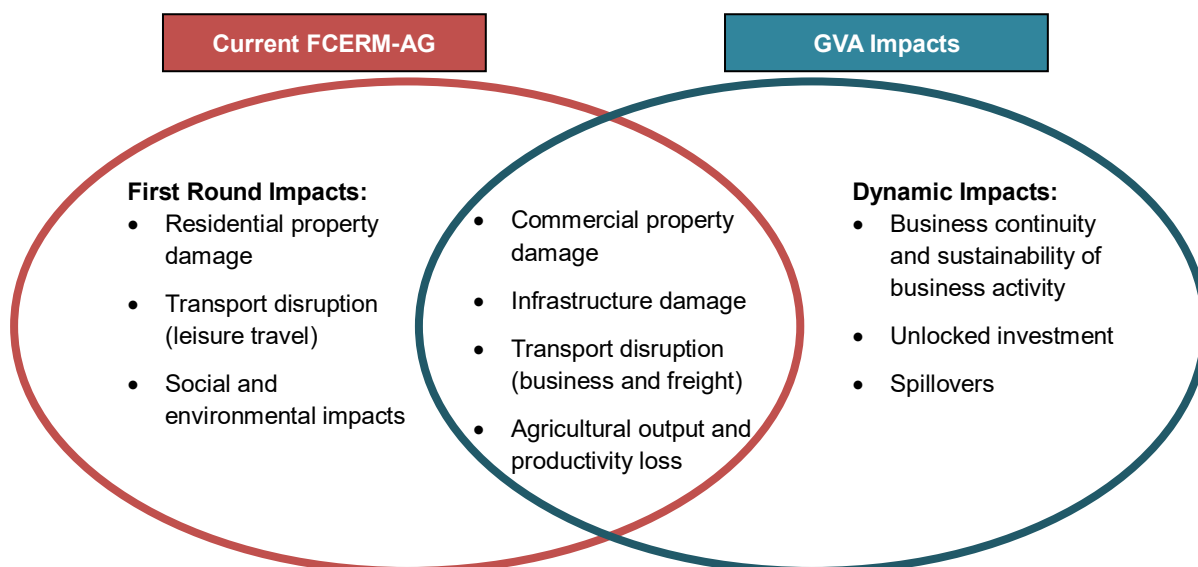 Current FCERM-AG
GVA Impacts
First Round Impacts:
• Residential property
damage
• Transport disruption
(leisure travel)
• Social and
environmental impacts
• Commercial property
damage
• Infrastructure damage
• Transport disruption
(business and freight)
• Agricultural output and
productivity loss
Dynamic Impacts:
• Business continuity
and sustainability of
business activity
• Unlocked investment
• Spillovers